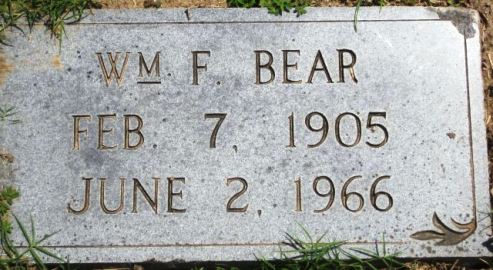 Wm. F. BEAR
FEB. 7, 1905
JUNE 2, 1966